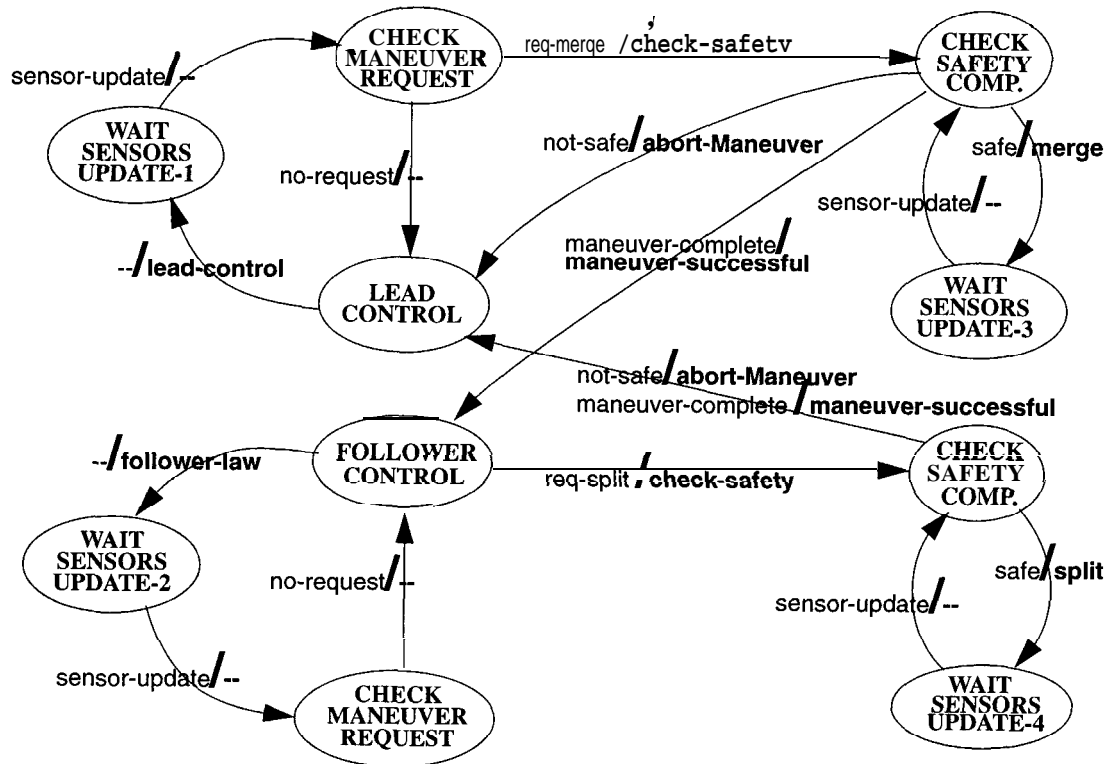 CHECK
MANEUVER
REQUEST
req-merge /check-safetv
CHECK
SAFETY
COMP.
sensor-update/--
WAIT
SENSORS
UPDATE-1
not-safe/abort-Maneuver
safe/merge
no-request/--
sensor-update/--
maneuver-complete/
maneuver-successful
--/lead-control
LEAD
CONTROL
WAIT
SENSORS
UPDATE-3
not-safe/abort-Maneuver
maneuver-complete/maneuver-successful
--/follower-law
FOLLOWER
CONTROL
req-split/check-safety
CHECK
SAFETY
COMP.
WAIT
SENSORS
UPDATE-2
no-request/--
safe/split
sensor-update/--
sensor-update/--
CHECK
MANEUVER
REQUEST
WAIT
SENSORS
UPDATE-4